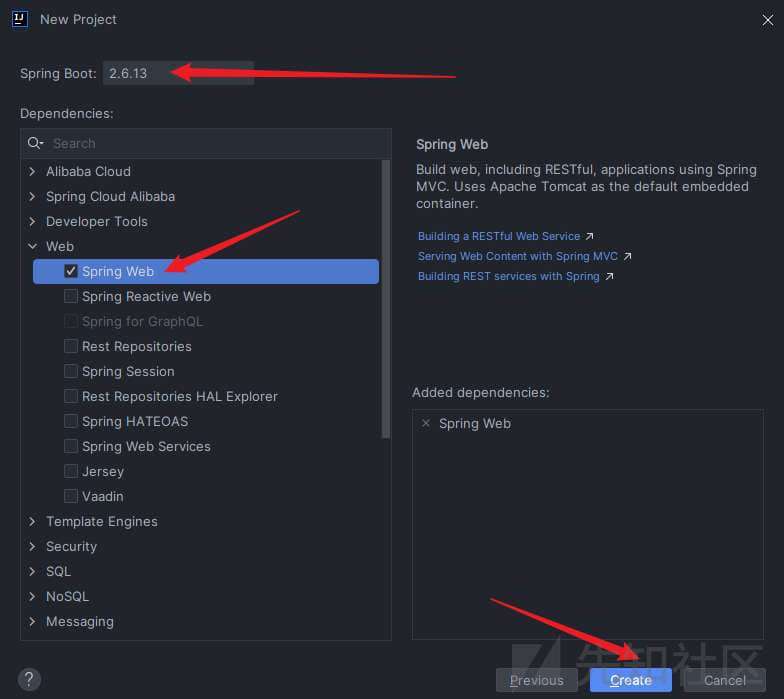 New Project
Spring Boot: 2.6.13
Dependencies:
Search
Alibaba Cloud
Spring Cloud Alibaba
Developer Tools
Web
Spring Web
Spring Reactive Web
Spring for GraphQL
Rest Repositories
Spring Session
Rest Repositories HAL Explorer
Spring HATEOAS
Spring Web Services
Jersey
Vaadin
Template Engines
Security
SQL
NoSQL
Messaging
Spring Web
Build web, including RESTful, applications using Spring
MVC. Uses Apache Tomcat as the default embedded
container.
Building a RESTful Web Service ↗
Serving Web Content with Spring MVC ↗
Building REST services with Spring ↗
Added dependencies:
× Spring Web
先知社区
? Previous Create Cancel